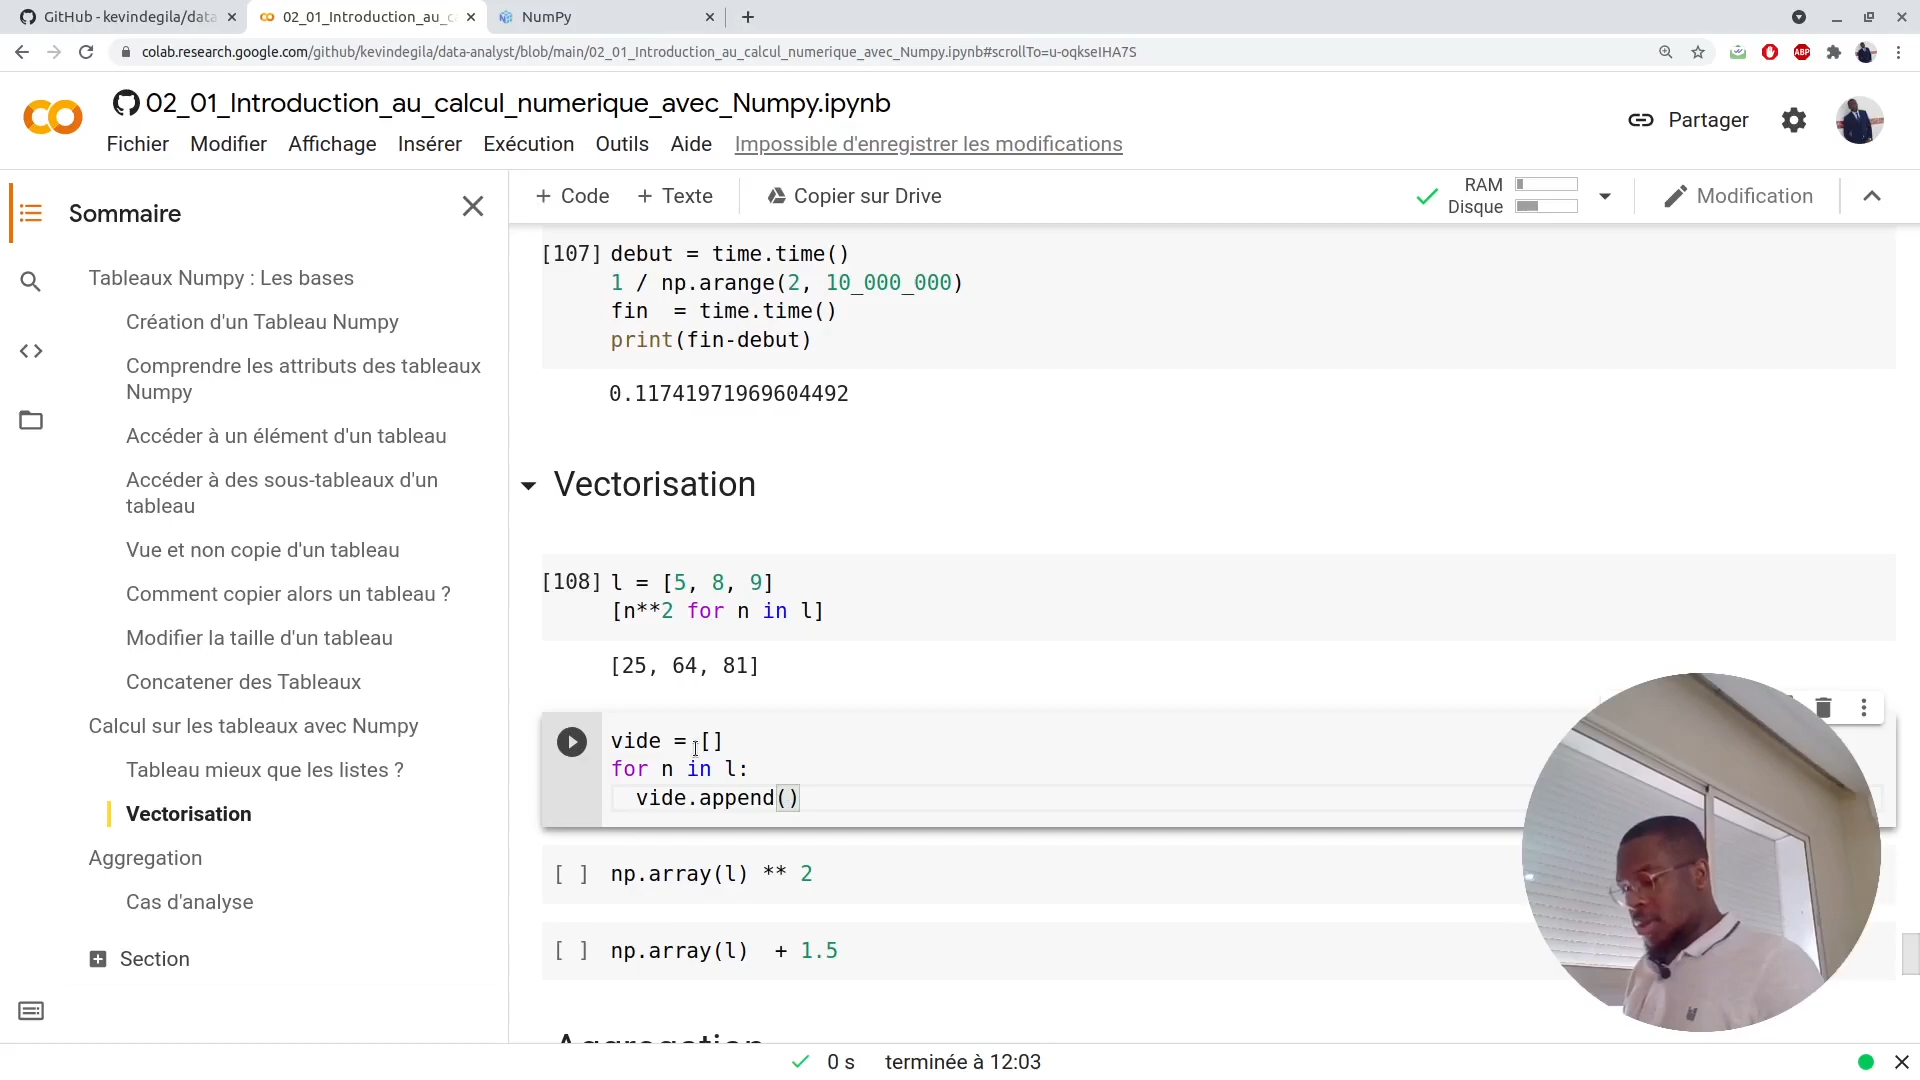 GitHub - kevindegila/data
02_01_Introduction_au_c
NumPy
colab.research.google.com/github/kevindegila/data-analyst/blob/main/02_01_Introduction_au_calcul_numerique_avec_Numpy.ipynb#scrollTo=u-oqkseIHA7S
ABP
02_01_Introduction_au_calcul_numerique_avec_Numpy.ipynb
Fichier Modifier Affichage Insérer Exécution Outils Aide Impossible d'enregistrer les modifications
Partager
+ Code + Texte Copier sur Drive
RAM
Disque
Modification
Sommaire
Tableaux Numpy : Les bases
Création d'un Tableau Numpy
Comprendre les attributs des tableaux
Numpy
Accéder à un élément d'un tableau
Accéder à des sous-tableaux d'un
tableau
Vue et non copie d'un tableau
Comment copier alors un tableau ?
Modifier la taille d'un tableau
Concatener des Tableaux
Calcul sur les tableaux avec Numpy
Tableau mieux que les listes ?
Vectorisation
Aggregation
Cas d'analyse
Section
[107] debut = time.time()
1 / np.arange(2, 10_000_000)
fin  = time.time()
print(fin-debut)
0.11741971969604492
Vectorisation
[108] l = [5, 8, 9]
[n**2 for n in l]
[25, 64, 81]
vide = []
for n in l:
  vide.append()
[ ] np.array(l) ** 2
[ ] np.array(l)  + 1.5
Aggregation
0 s terminée à 12:03